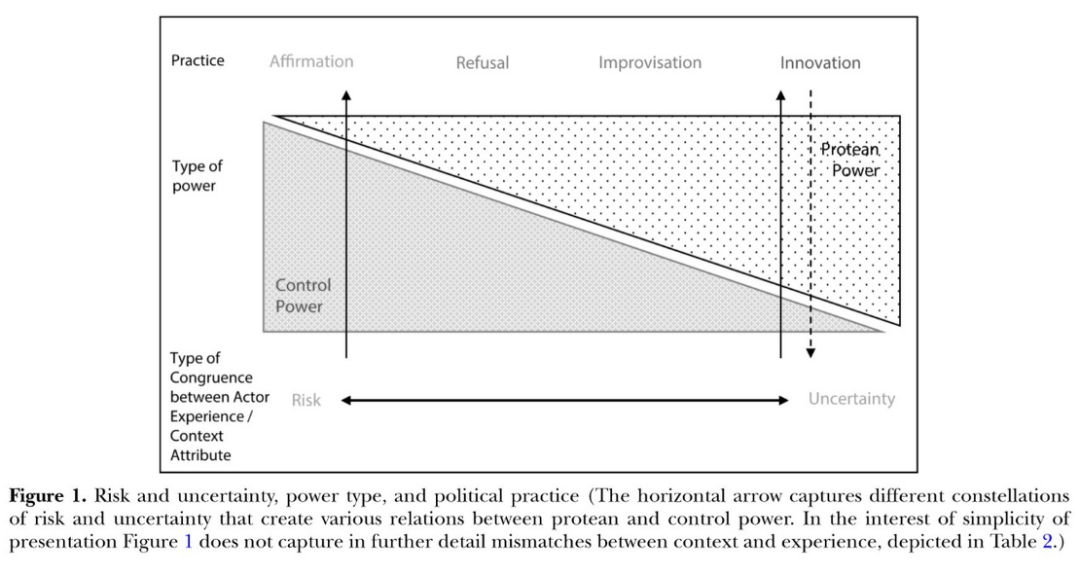 Practice Affirmation Refusal Improvisation Innovation
Protean
Power
Type of
power
Control
Power
Type of
Congruence
between Actor
Experience /
Context
Attribute
Risk Uncertainty
Figure 1. Risk and uncertainty, power type, and political practice (The horizontal arrow captures different constellations
of risk and uncertainty that create various relations between protean and control power. In the interest of simplicity of
presentation Figure 1 does not capture in further detail mismatches between context and experience, depicted in Table 2.)